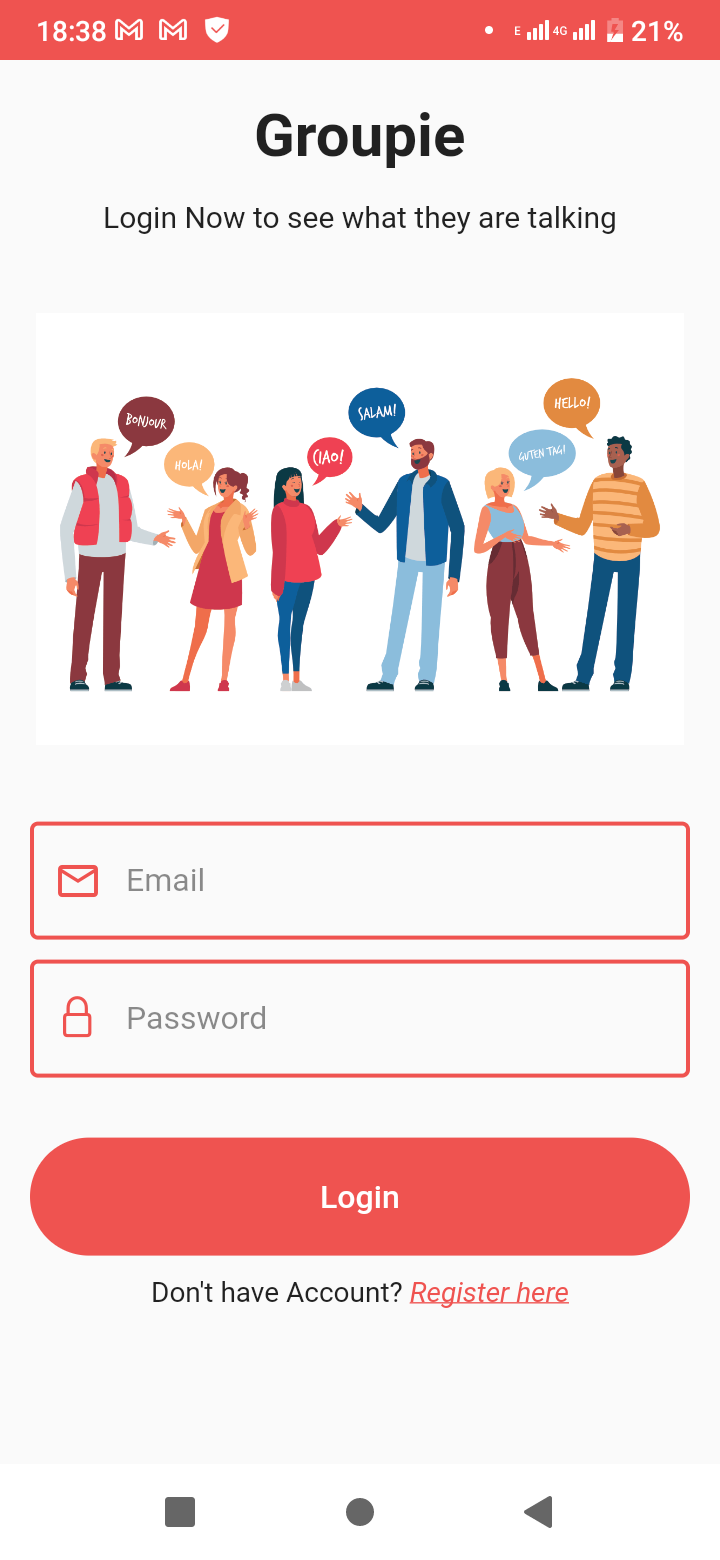 18:38 E 4G 21%
Groupie
Login Now to see what they are talking
BONJOUR
HOLA!
CIAO!
SALAM!
GUTEN TAG!
HELLO!
Email
Password
Login
Don't have Account? Register here